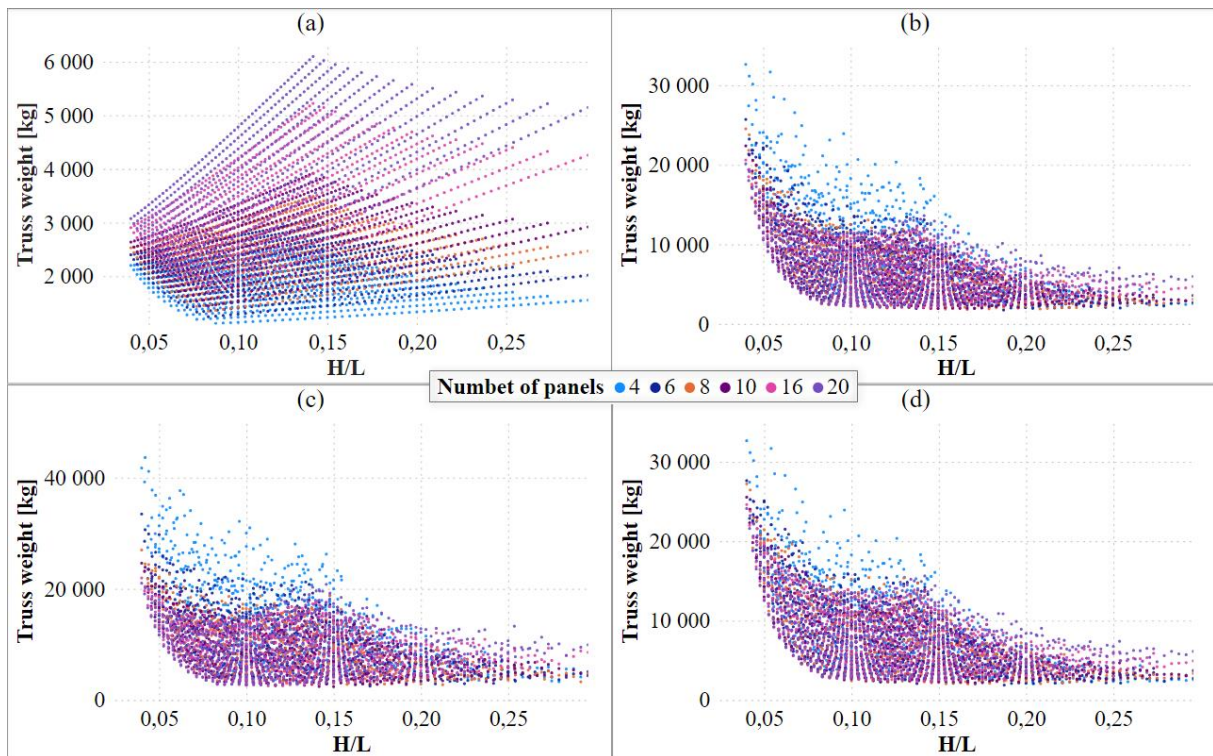 (a)
6 000
5 000
4 000
3 000
2 000
Truss weight [kg]
0,05 0,10 0,15 0,20 0,25
H/L
(b)
30 000
20 000
10 000
0
Truss weight [kg]
0,05 0,10 0,15 0,20 0,25
H/L
Numbet of panels 4 6 8 10 16 20
(c)
40 000
20 000
0
Truss weight [kg]
0,05 0,10 0,15 0,20 0,25
H/L
(d)
30 000
20 000
10 000
0
Truss weight [kg]
0,05 0,10 0,15 0,20 0,25
H/L